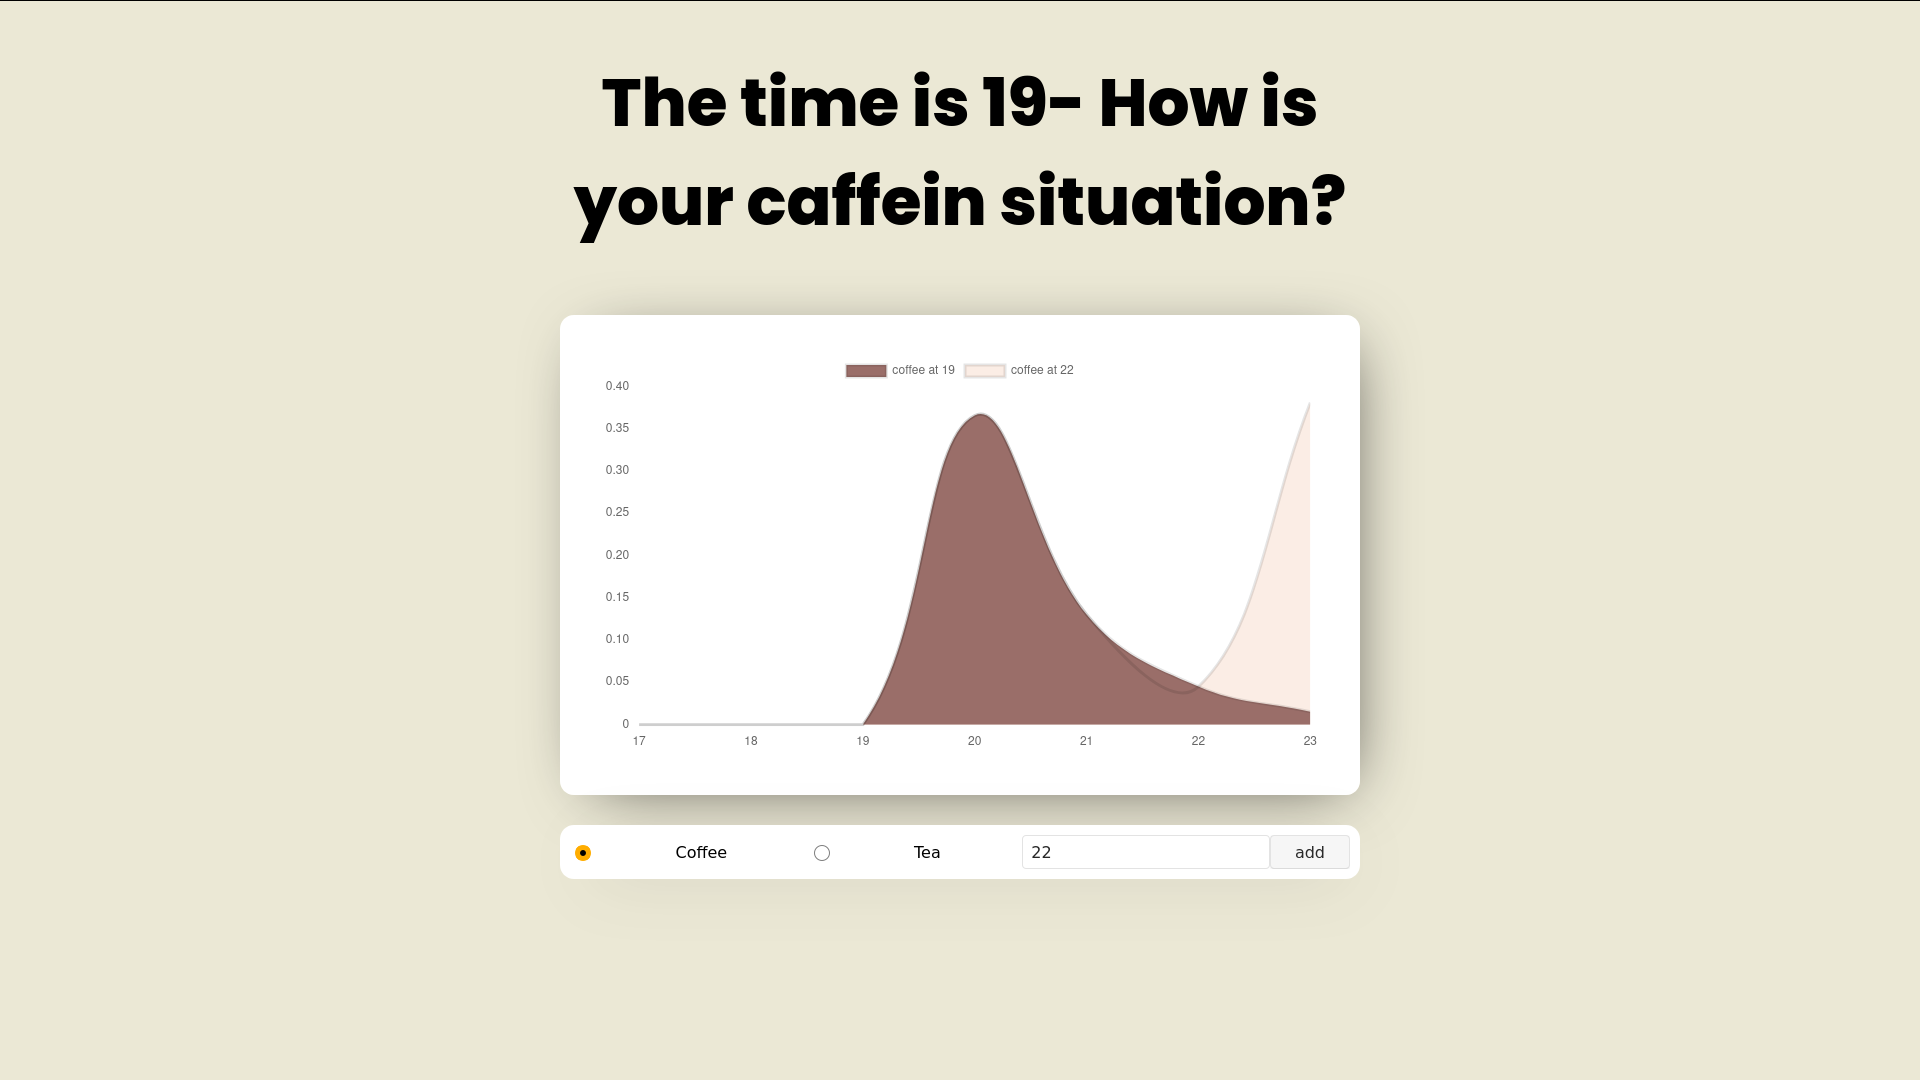 The time is 19- How is
your caffein situation?
coffee at 19 coffee at 22
0.40
0.35
0.30
0.25
0.20
0.15
0.10
0.05
0
17 18 19 20 21 22 23
Coffee Tea 22 add